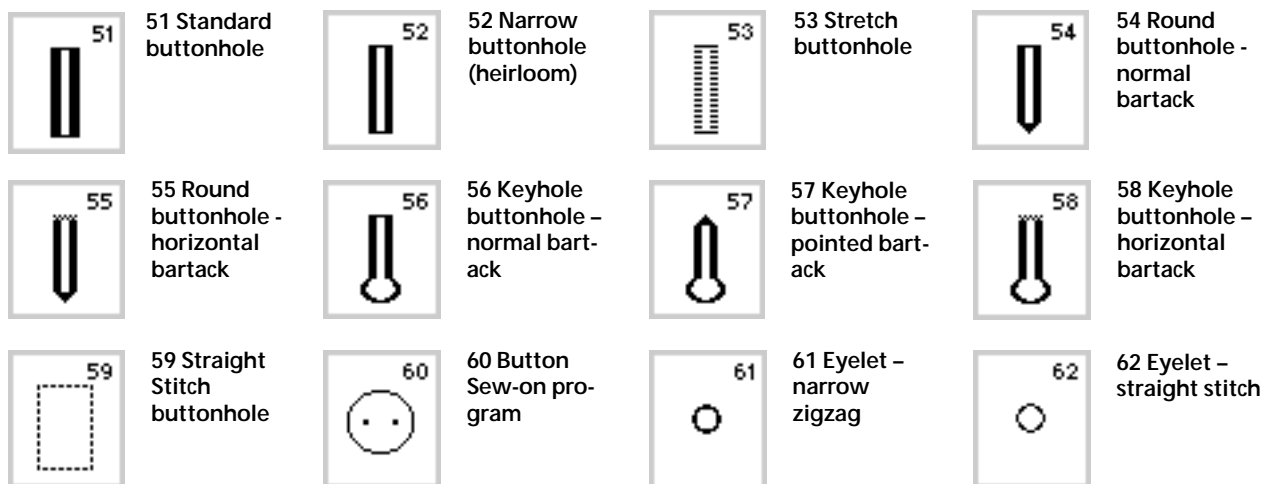 51
51 Standard
buttonhole
52
52 Narrow
buttonhole
(heirloom)
53
53 Stretch
buttonhole
54
54 Round
buttonhole -
normal
bartack
55
55 Round
buttonhole -
horizontal
bartack
56
56 Keyhole
buttonhole –
normal bart-
ack
57
57 Keyhole
buttonhole –
pointed bart-
ack
58
58 Keyhole
buttonhole –
horizontal
bartack
59
59 Straight
Stitch
buttonhole
60
60 Button
Sew-on pro-
gram
61
61 Eyelet –
narrow
zigzag
62
62 Eyelet –
straight stitch